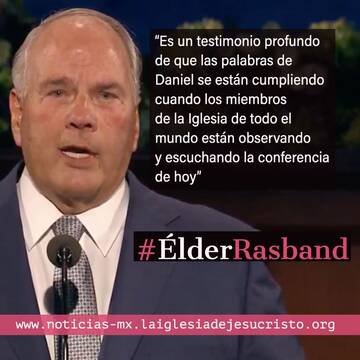 "Es un testimonio profundo
de que las palabras de
Daniel se están cumpliendo
cuando los miembros
de la Iglesia de todo el
mundo están observando
y escuchando la conferencia
de hoy"
#ÉlderRasband
www.noticias-mx.laiglesiadejesucristo.org